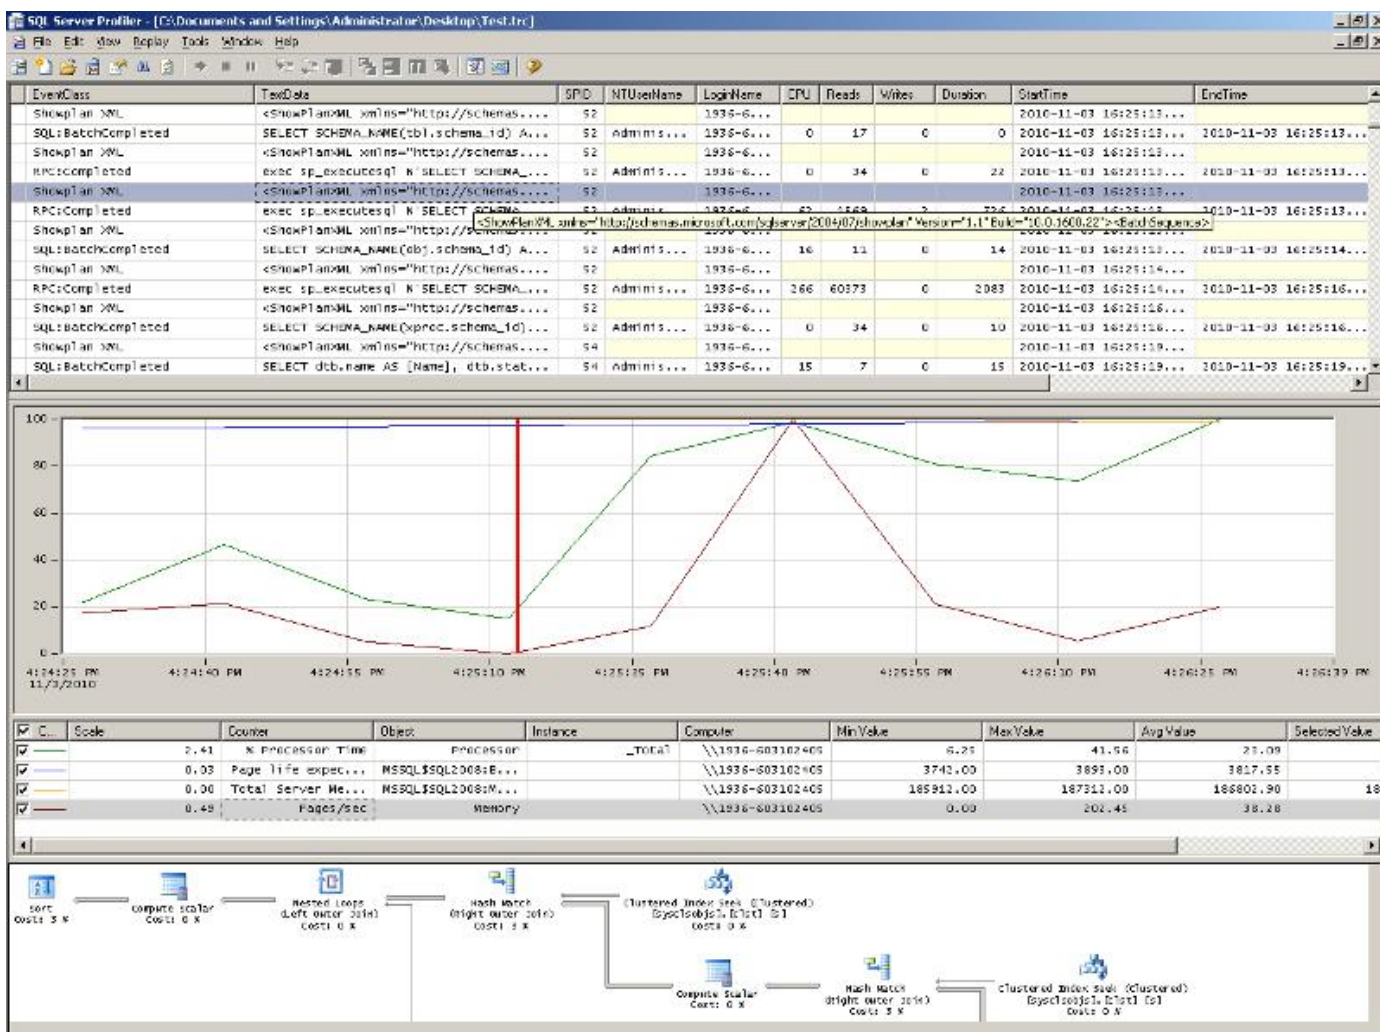 SQL Server Profiler - [C:\Documents and Settings\Administrator\Desktop\Test.trc]
File Edit View Replay Tools Window Help
EventClass TextData SPID NTUserName LoginName CPU Reads Writes Duration StartTime EndTime
Showplan XML <ShowPlanXML xmlns="http://schemas.... 52 1936-6... 2010-11-03 16:25:13...
SQL:BatchCompleted SELECT SCHEMA_NAME(tbl.schema_id) A... 52 Adminis... 1936-6... 0 17 0 0 2010-11-03 16:25:13... 2010-11-03 16:25:13...
Showplan XML <ShowPlanXML xmlns="http://schemas.... 52 1936-6... 2010-11-03 16:25:13...
RPC:Completed exec sp_executesql N'SELECT SCHEMA_... 52 Adminis... 1936-6... 0 34 0 22 2010-11-03 16:25:13... 2010-11-03 16:25:13...
Showplan XML <ShowPlanXML xmlns="http://schemas.... 52 1936-6... 2010-11-03 16:25:13...
RPC:Completed exec sp_executesql N'SELECT SCHEMA 52 Adminis 1936-6 2010-11-03 16:25:13...
<ShowPlanXML xmlns="http://schemas.microsoft.com/sqlserver/2004/07/showplan" Version="1.1" Build="10.0.1600.22"><BatchSequence>
Showplan XML <ShowPlanXML xmlns="http://schemas.... 52 1936-6...
SQL:BatchCompleted SELECT SCHEMA_NAME(obj.schema_id) A... 52 Adminis... 1936-6... 16 11 0 14 2010-11-03 16:25:13... 2010-11-03 16:25:14...
Showplan XML <ShowPlanXML xmlns="http://schemas.... 52 1936-6... 2010-11-03 16:25:14...
RPC:Completed exec sp_executesql N'SELECT SCHEMA_... 52 Adminis... 1936-6... 266 60373 0 2083 2010-11-03 16:25:14... 2010-11-03 16:25:16...
Showplan XML <ShowPlanXML xmlns="http://schemas.... 52 1936-6... 2010-11-03 16:25:16...
SQL:BatchCompleted SELECT SCHEMA_NAME(xproc.schema_id)... 52 Adminis... 1936-6... 0 34 0 10 2010-11-03 16:25:16... 2010-11-03 16:25:16...
Showplan XML <ShowPlanXML xmlns="http://schemas.... 54 1936-6... 2010-11-03 16:25:19...
SQL:BatchCompleted SELECT dtb.name AS [Name], dtb.stat... 54 Adminis... 1936-6... 15 7 0 15 2010-11-03 16:25:19... 2010-11-03 16:25:19...
100
80
60
40
20
0
4:24:25 PM 4:24:40 PM 4:24:55 PM 4:25:10 PM 4:25:25 PM 4:25:40 PM 4:25:55 PM 4:26:10 PM 4:26:25 PM 4:26:39 PM
11/3/2010
C... Scale Counter Object Instance Computer Min Value Max Value Avg Value Selected Value
2.41 % Processor Time Processor _Total \\1936-603102405 6.25 41.56 23.09
0.03 Page life expec... MSSQL$SQL2008:B... \\1936-603102405 3742.00 3893.00 3817.55
0.00 Total Server Me... MSSQL$SQL2008:M... \\1936-603102405 185912.00 187312.00 186802.90 18
0.49 Pages/sec Memory \\1936-603102405 0.00 202.45 38.28
Sort
Cost: 3 %
Compute Scalar
Cost: 0 %
Nested Loops
(Left Outer Join)
Cost: 0 %
Hash Match
(Right Outer Join)
Cost: 3 %
Clustered Index Seek (Clustered)
[sysclsobjs].[clst] [s]
Cost: 0 %
Compute Scalar
Cost: 0 %
Hash Match
(Right Outer Join)
Cost: 3 %
Clustered Index Seek (Clustered)
[sysclsobjs].[clst] [s]
Cost: 0 %